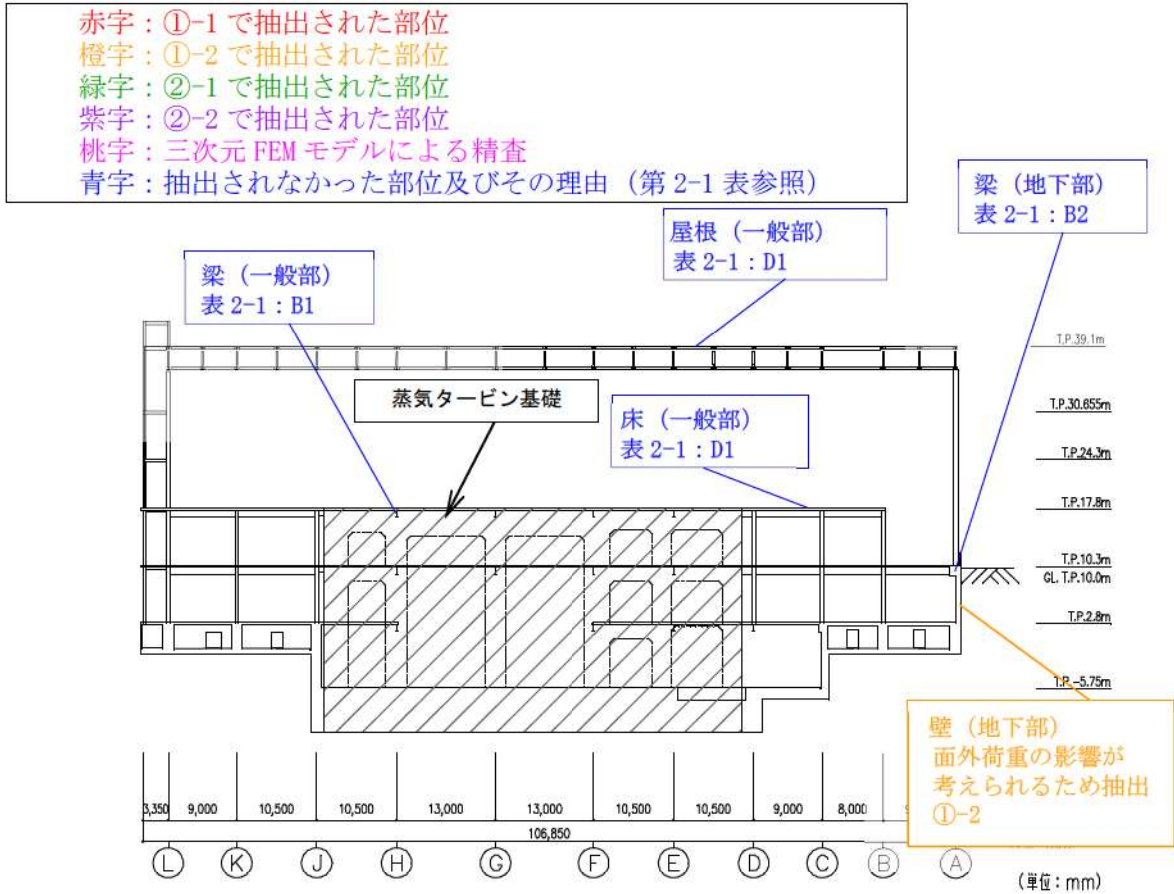 赤字：①-1 で抽出された部位
橙字：①-2 で抽出された部位
緑字：②-1 で抽出された部位
紫字：②-2 で抽出された部位
桃字：三次元 FEM モデルによる精査
青字：抽出されなかった部位及びその理由（第 2-1 表参照）
梁（地下部）
表 2-1：B2
屋根（一般部）
表 2-1：D1
梁（一般部）
表 2-1：B1
蒸気タービン基礎
床（一般部）
表 2-1：D1
T.P.39.1m
T.P.30.655m
T.P.24.3m
T.P.17.8m
T.P.10.3m
GL.T.P.10.0m
T.P.2.8m
T.P.-5.75m
壁（地下部）
面外荷重の影響が
考えられるため抽出
①-2
3,350 9,000 10,500 10,500 13,000 13,000 10,500 10,500 9,000 8,000
106,850
L K J H G F E D C B A
（単位：mm）